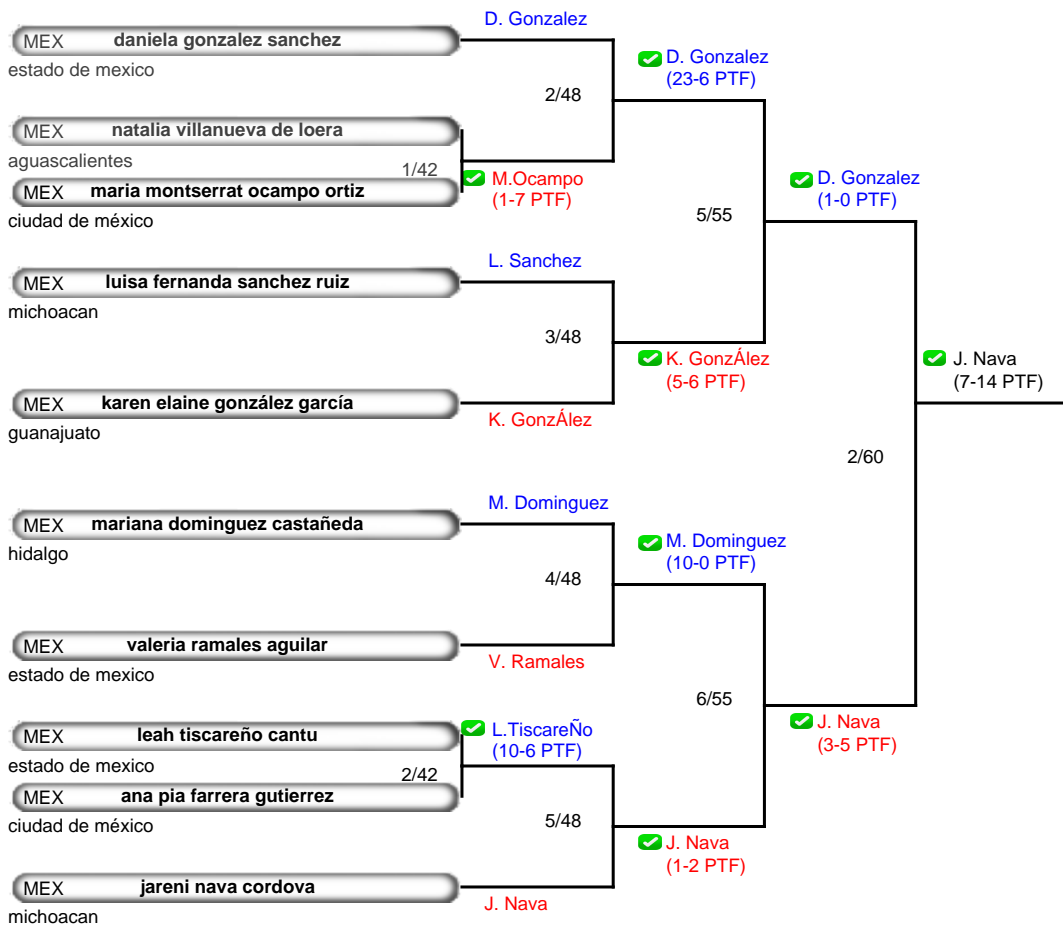 D. Gonzalez
MEX daniela gonzalez sanchez
estado de mexico
D. Gonzalez
(23-6 PTF)
2/48
MEX natalia villanueva de loera
aguascalientes
1/42
MEX maria montserrat ocampo ortiz
ciudad de méxico
M.Ocampo
(1-7 PTF)
D. Gonzalez
(1-0 PTF)
5/55
L. Sanchez
MEX luisa fernanda sanchez ruiz
michoacan
3/48
K. GonzÁlez
(5-6 PTF)
J. Nava
(7-14 PTF)
MEX karen elaine gonzález garcía
guanajuato
K. GonzÁlez
2/60
M. Dominguez
MEX mariana dominguez castañeda
hidalgo
M. Dominguez
(10-0 PTF)
4/48
MEX valeria ramales aguilar
estado de mexico
V. Ramales
6/55
MEX leah tiscareño cantu
estado de mexico
L.TiscareÑo
(10-6 PTF)
J. Nava
(3-5 PTF)
2/42
MEX ana pia farrera gutierrez
ciudad de méxico
5/48
J. Nava
(1-2 PTF)
MEX jareni nava cordova
michoacan
J. Nava